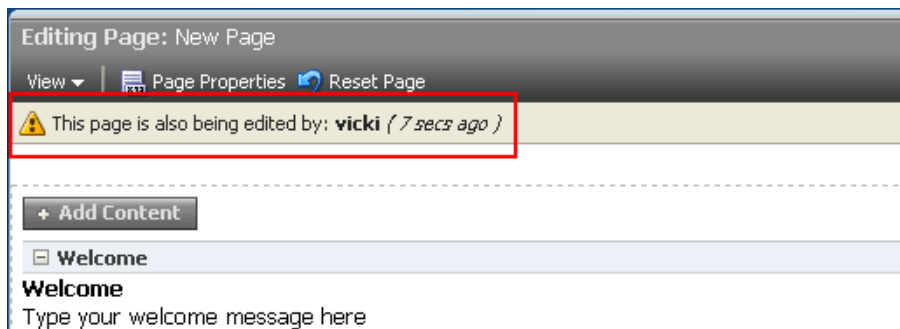 Editing Page: New Page
View Page Properties Reset Page
This page is also being edited by: vicki ( 7 secs ago )
+ Add Content
Welcome
Welcome
Type your welcome message here